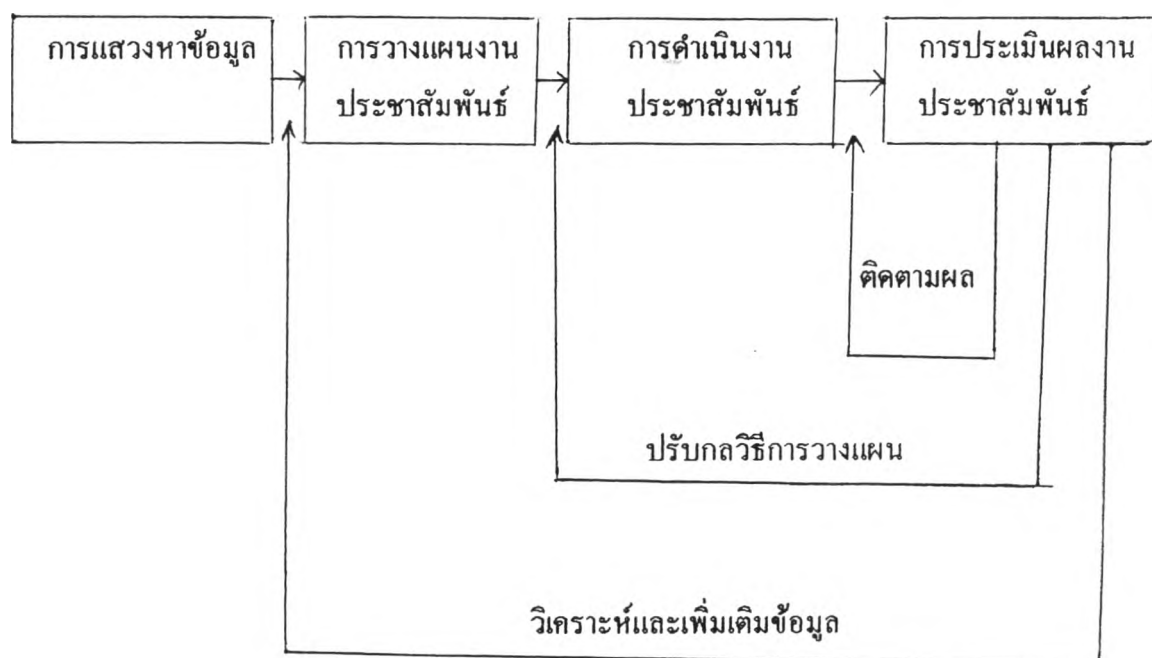 การแสวงหาข้อมูล
การวางแผนงาน
ประชาสัมพันธ์
การดำเนินงาน
ประชาสัมพันธ์
การประเมินผลงาน
ประชาสัมพันธ์
ติดตามผล
ปรับกลวิธีการวางแผน
วิเคราะห์และเพิ่มเติมข้อมูล